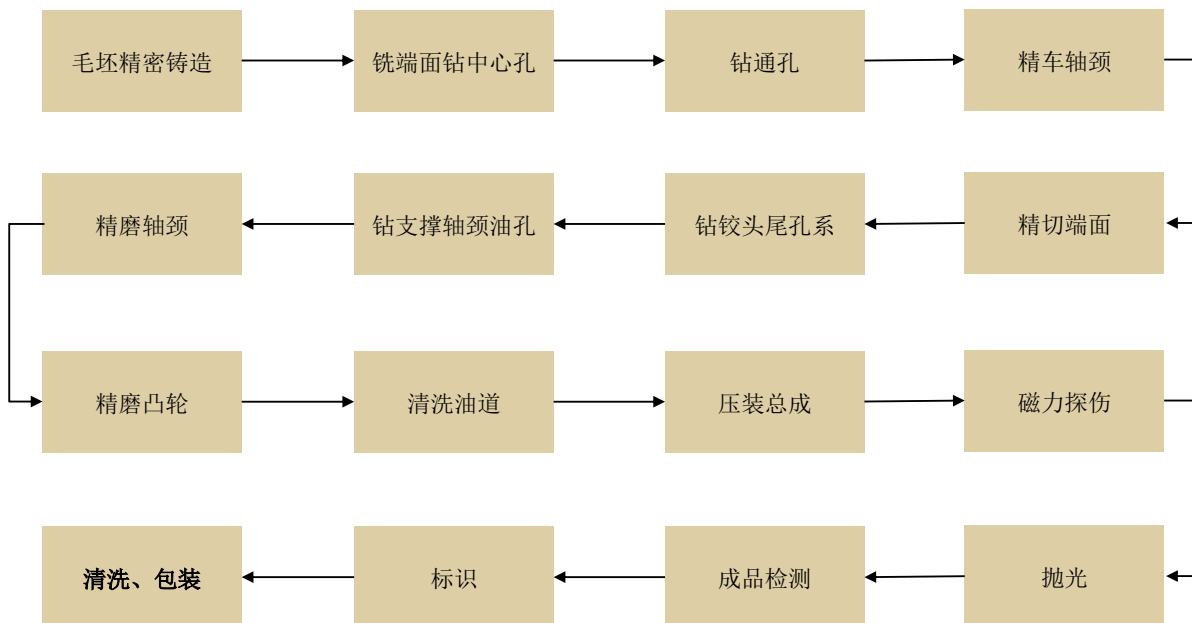 毛坯精密铸造
铣端面钻中心孔
钻通孔
精车轴颈
精磨轴颈
钻支撑轴颈油孔
钻铰头尾孔系
精切端面
精磨凸轮
清洗油道
压装总成
磁力探伤
清洗、包装
标识
成品检测
抛光